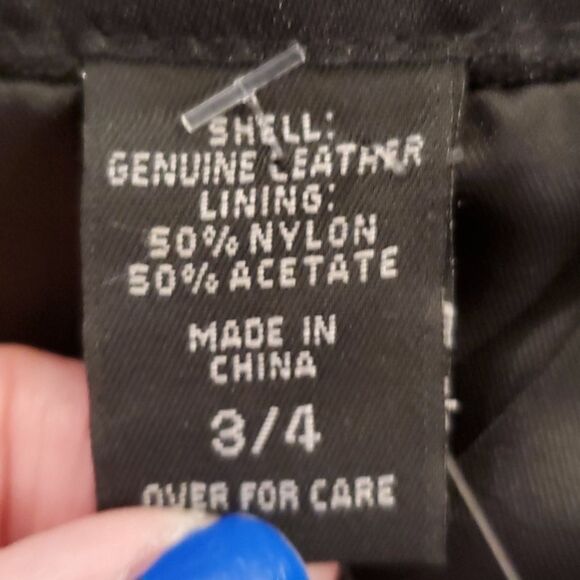 SHELL:
GENUINE LEATHER
LINING:
50% NYLON
50% ACETATE
MADE IN
CHINA
3/4
OVER FOR CARE